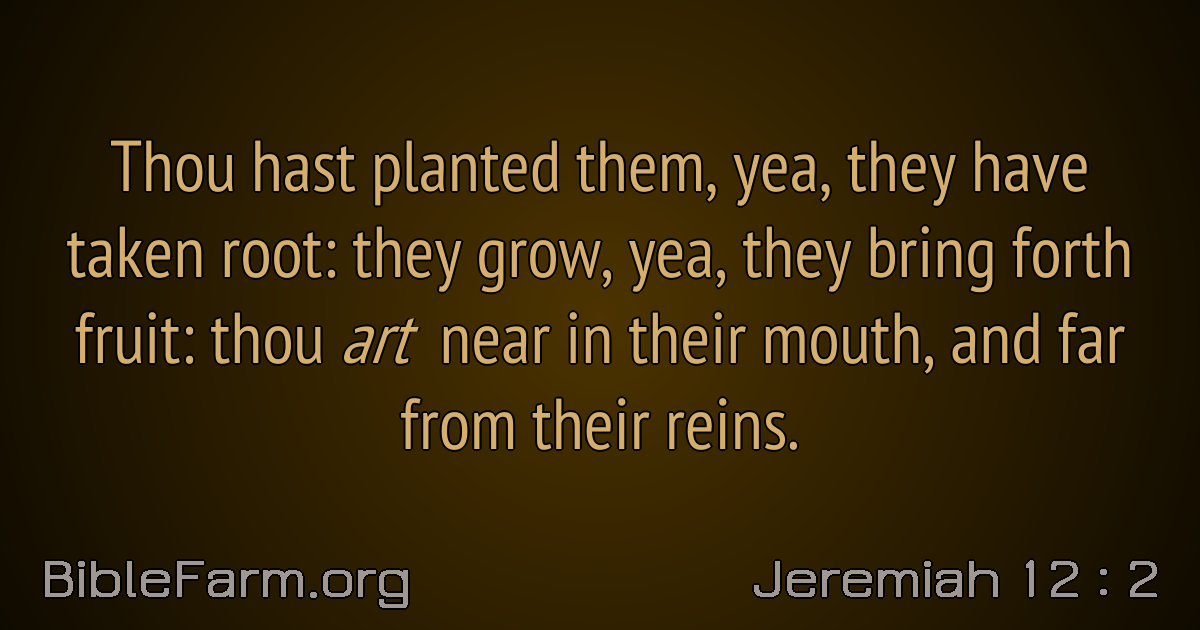 Thou hast planted them, yea, they have
taken root: they grow, yea, they bring forth
fruit: thou art near in their mouth, and far
from their reins.
BibleFarm.org
Jeremiah 12 : 2